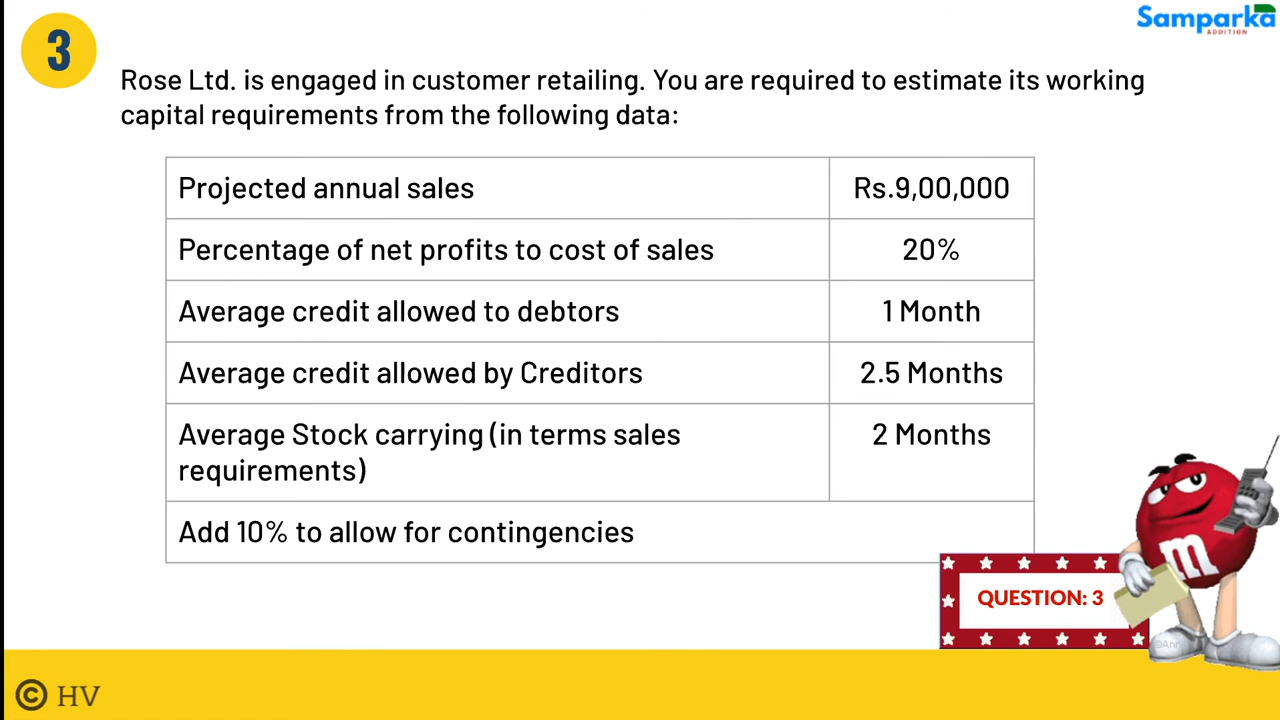 3
Samparka
ADDITION
Rose Ltd. is engaged in customer retailing. You are required to estimate its working
capital requirements from the following data:
Projected annual sales Rs.9,00,000
Percentage of net profits to cost of sales 20%
Average credit allowed to debtors 1 Month
Average credit allowed by Creditors 2.5 Months
Average Stock carrying (in terms sales 2 Months
requirements)
Add 10% to allow for contingencies
m
QUESTION: 3
©Ann
© HV